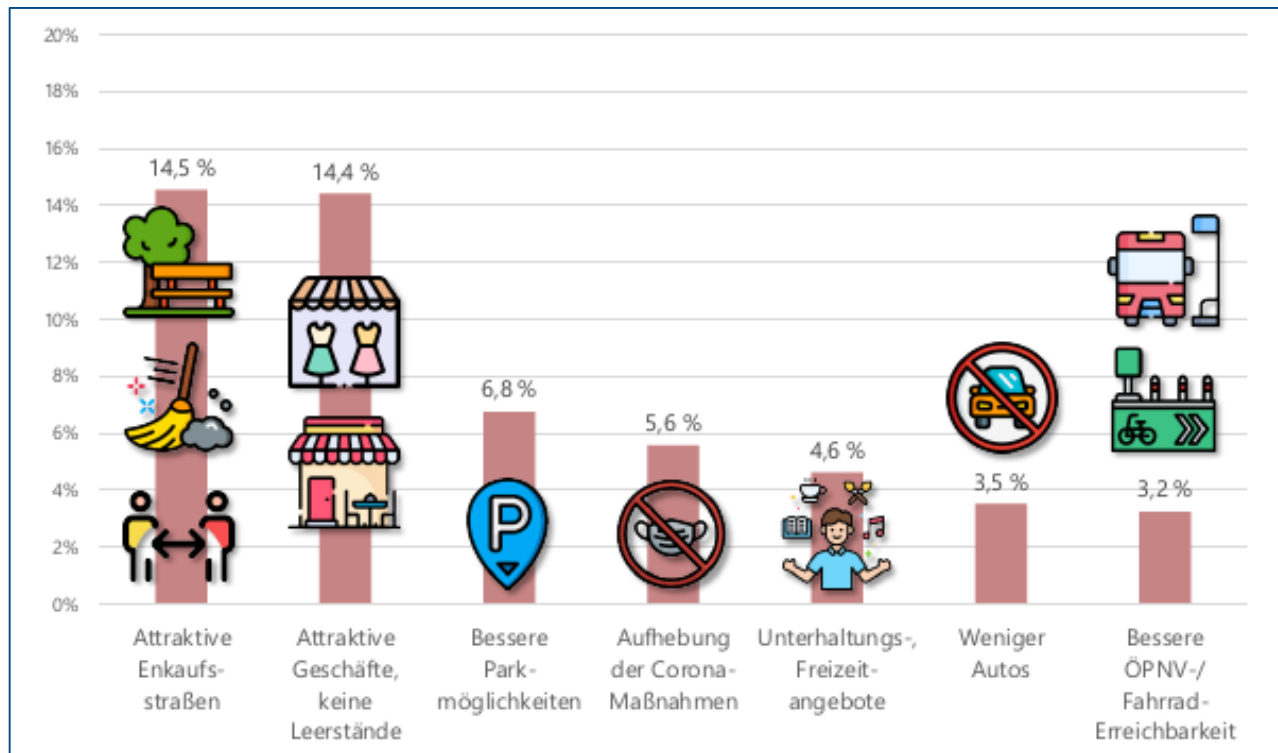 20%
18%
16%
14%
12%
10%
8%
6%
4%
2%
0%
14,5 %
14,4 %
6,8 %
5,6 %
4,6 %
3,5 %
3,2 %
P
Attraktive
Enkaufs-
straßen
Attraktive
Geschäfte,
keine
Leerstände
Bessere
Park-
möglichkeiten
Aufhebung
der Corona-
Maßnahmen
Unterhaltungs-,
Freizeit-
angebote
Weniger
Autos
Bessere
ÖPNV-/
Fahrrad-
Erreichbarkeit